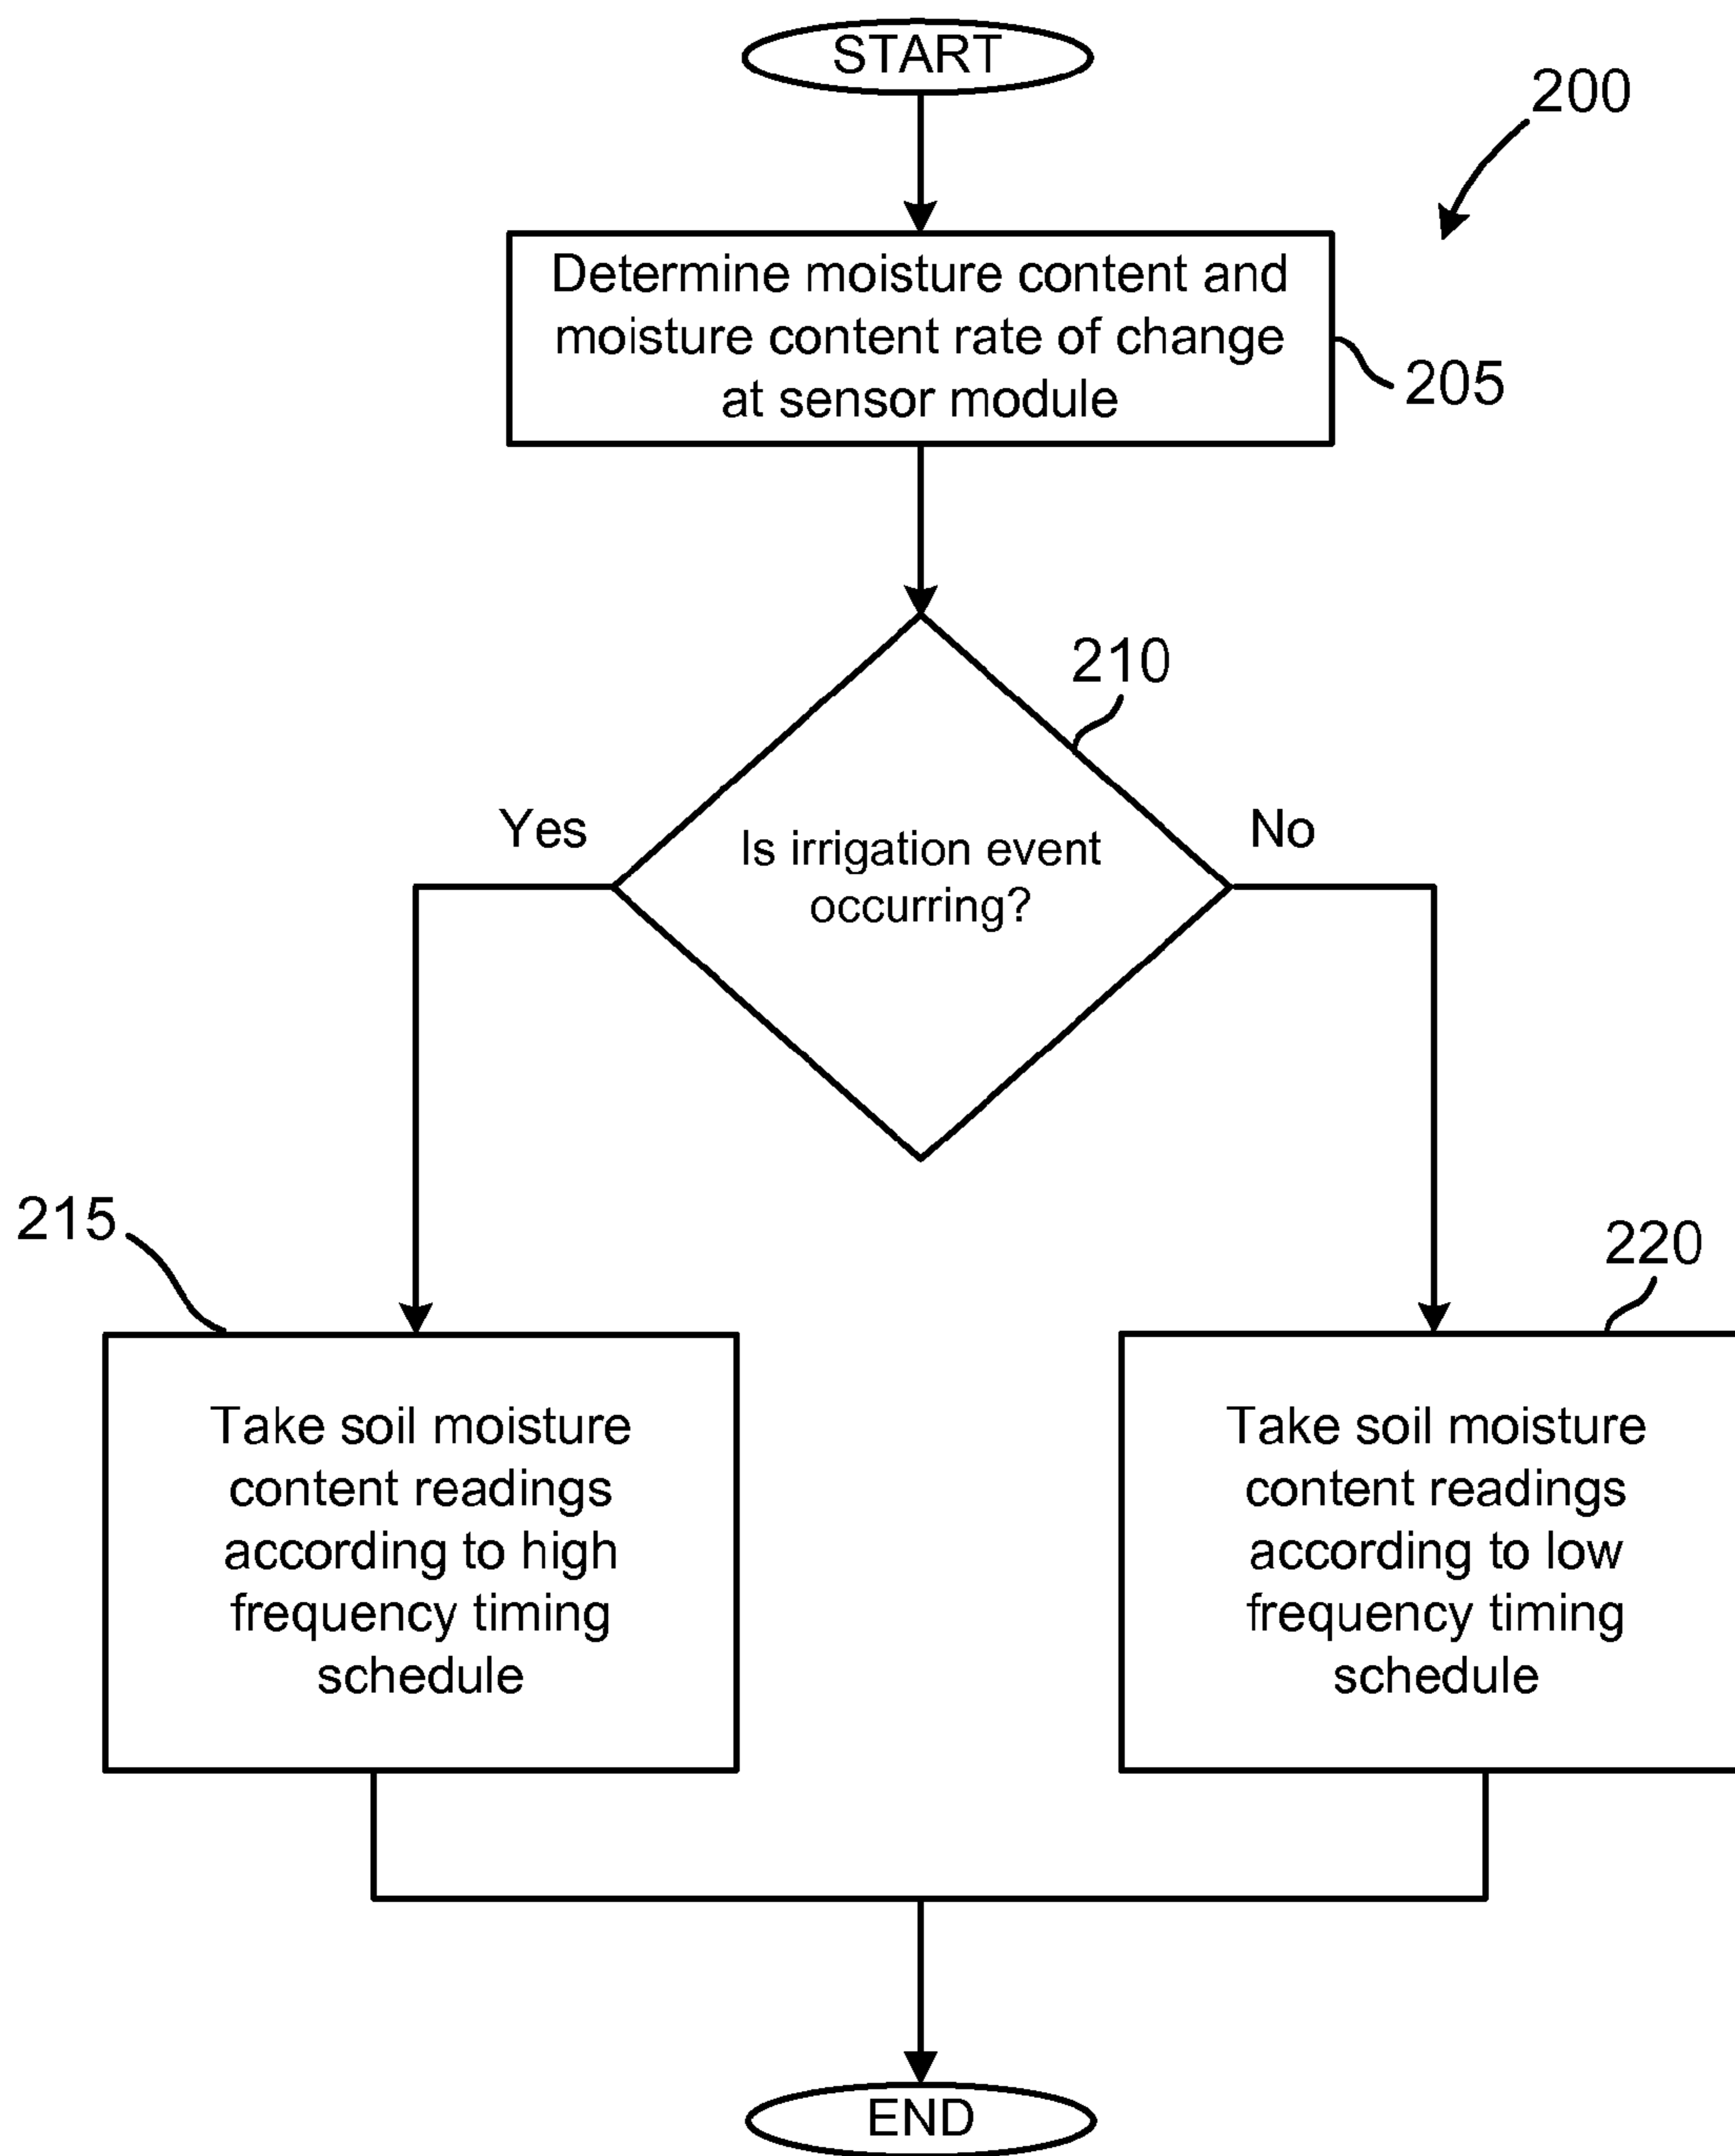 START
200
Determine moisture content and
moisture content rate of change
at sensor module
205
210
Yes
No
Is irrigation event
occurring?
215
220
Take soil moisture
content readings
according to high
frequency timing
schedule
Take soil moisture
content readings
according to low
frequency timing
schedule
END